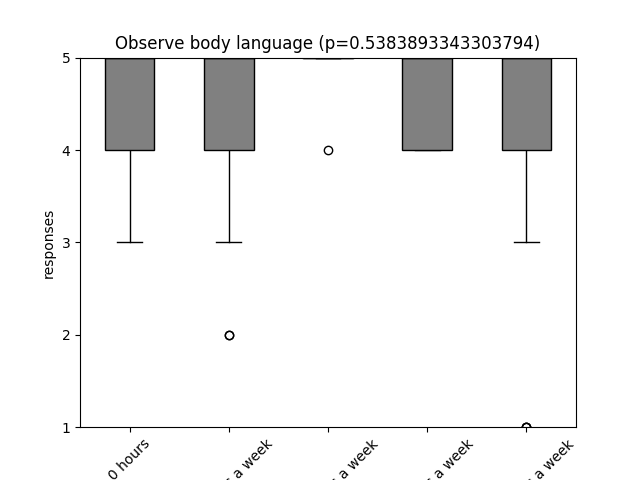 Observe body language (p=0.5383893343303794)
5
4
3
2
1
responses
0 hours
a week
a week
a week
a week